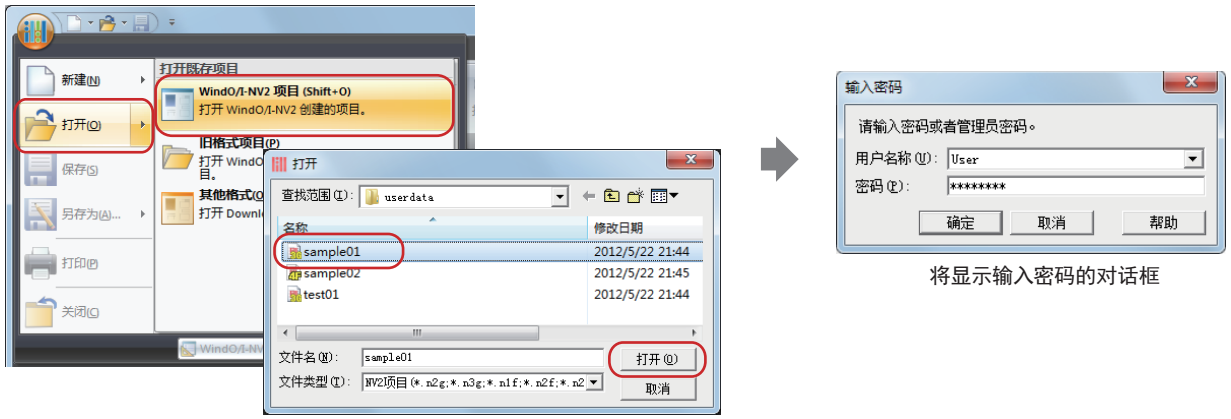 新建(N)
打开(O)
保存(S)
另存为(A)...
打印(P)
关闭(C)
打开既存项目
WindO/I-NV2 项目 (Shift+O)
打开 WindO/I-NV2 创建的项目。
旧格式项目(P)
打开 WindO
目。
其他格式(O
打开 Downl
WindO/I-NV
打开
查找范围(I):
userdata
名称
修改日期
sample01
2012/5/22 21:44
sample02
2012/5/22 21:45
test01
2012/5/22 21:44
文件名(N):
sample01
打开(O)
文件类型(T):
NV2项目(*.n2g;*.n3g;*.n1f;*.n2f;*.n2
取消
输入密码
请输入密码或者管理员密码。
用户名称(U):
User
密码(P):
********
确定
取消
帮助
将显示输入密码的对话框